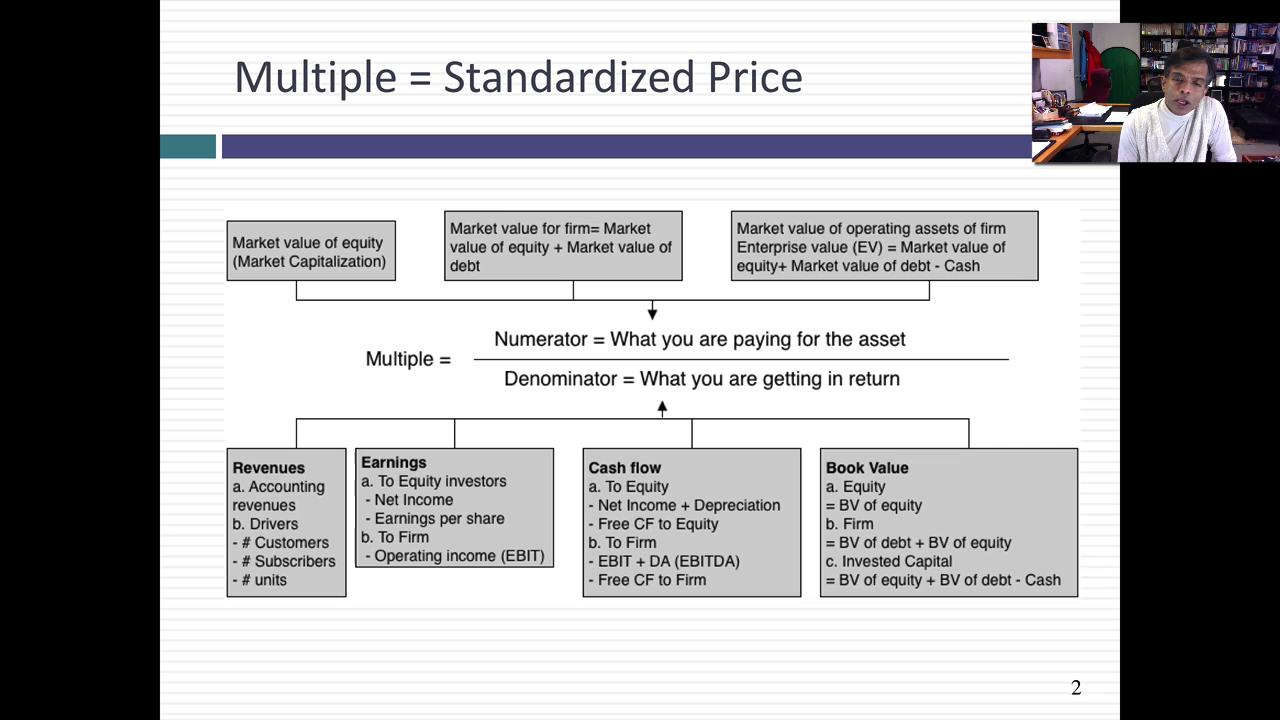 Multiple = Standardized Price
Market value of equity
(Market Capitalization)
Market value for firm= Market
value of equity + Market value of
debt
Market value of operating assets of firm
Enterprise value (EV) = Market value of
equity+ Market value of debt - Cash
Multiple =
Numerator = What you are paying for the asset
Denominator = What you are getting in return
Revenues
a. Accounting
revenues
b. Drivers
- # Customers
- # Subscribers
- # units
Earnings
a. To Equity investors
- Net Income
- Earnings per share
b. To Firm
- Operating income (EBIT)
Cash flow
a. To Equity
- Net Income + Depreciation
- Free CF to Equity
b. To Firm
- EBIT + DA (EBITDA)
- Free CF to Firm
Book Value
a. Equity
= BV of equity
b. Firm
= BV of debt + BV of equity
c. Invested Capital
= BV of equity + BV of debt - Cash
2